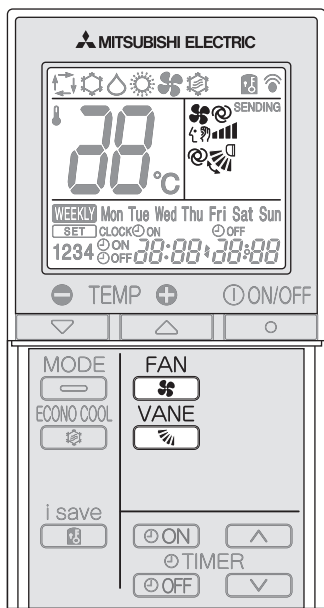 MITSUBISHI ELECTRIC
SENDING
88 °C
WEEKLY Mon Tue Wed Thu Fri Sat Sun
SET CLOCK ON OFF
1234 ON 88:88 88:88
OFF
TEMP ON/OFF
MODE FAN
ECONO COOL VANE
i save ON
TIMER
OFF